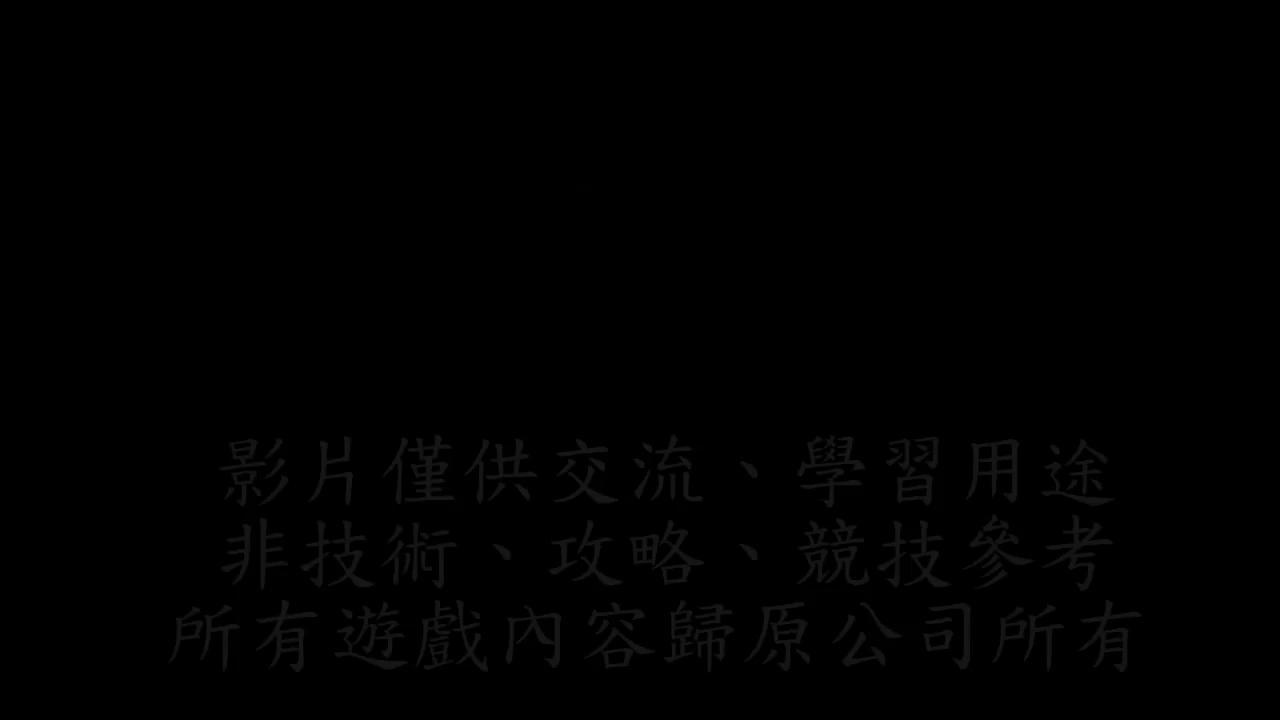 影片僅供交流、學習用途
非技術、攻略、競技參考
所有遊戲內容歸原公司所有